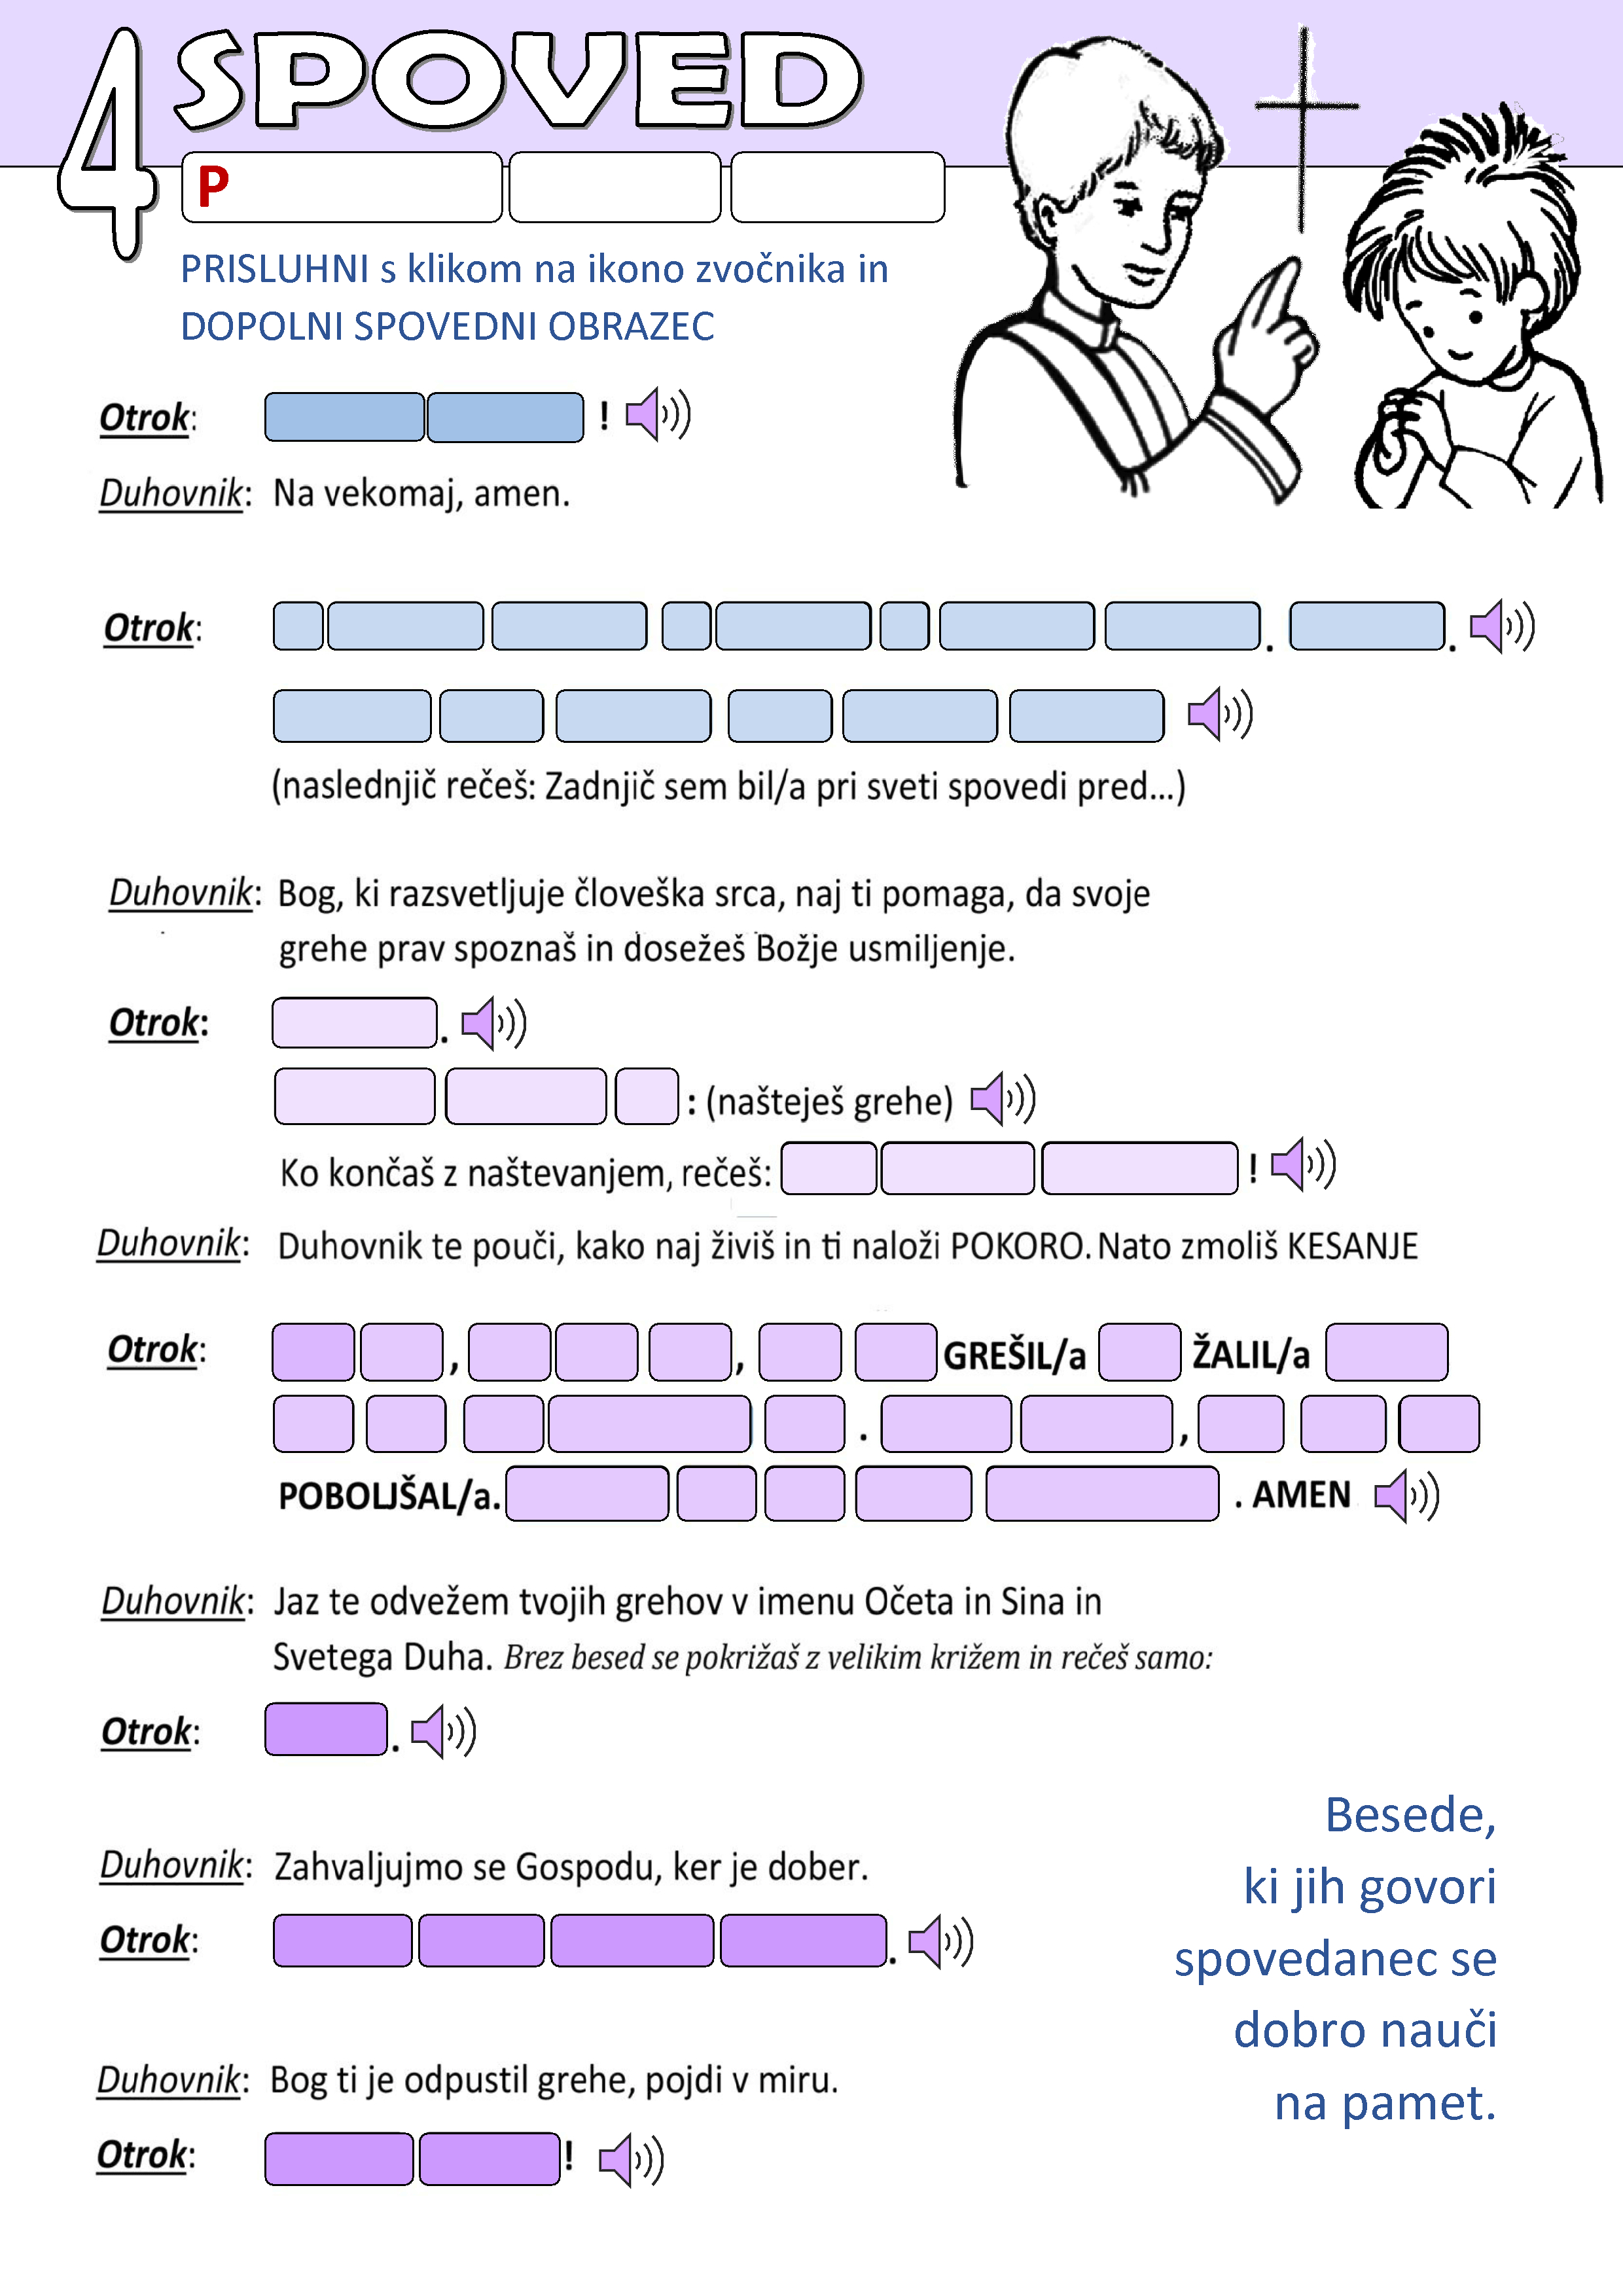 4 SPOVED
P
PRISLUHNI s klikom na ikono zvočnika in
DOPOLNI SPOVEDNI OBRAZEC
Otrok: !
Duhovnik: Na vekomaj, amen.
Otrok: . .
(naslednjič rečeš: Zadnjič sem bil/a pri sveti spovedi pred...)
Duhovnik: Bog, ki razsvetljuje človeška srca, naj ti pomaga, da svoje
grehe prav spoznaš in dosežeš Božje usmiljenje.
Otrok: .
: (našteješ grehe)
Ko končaš z naštevanjem, rečeš: !
Duhovnik: Duhovnik te pouči, kako naj živiš in ti naloži POKORO. Nato zmoliš KESANJE
Otrok: , , GREŠIL/a ŽALIL/a
. ,
POBOLJŠAL/a. . AMEN
Duhovnik: Jaz te odvežem tvojih grehov v imenu Očeta in Sina in
Svetega Duha. Brez besed se pokrižaš z velikim križem in rečeš samo:
Otrok: .
Duhovnik: Zahvaljujmo se Gospodu, ker je dober.
Otrok: .
Duhovnik: Bog ti je odpustil grehe, pojdi v miru.
Otrok: !
Besede,
ki jih govori
spovedanec se
dobro nauči
na pamet.